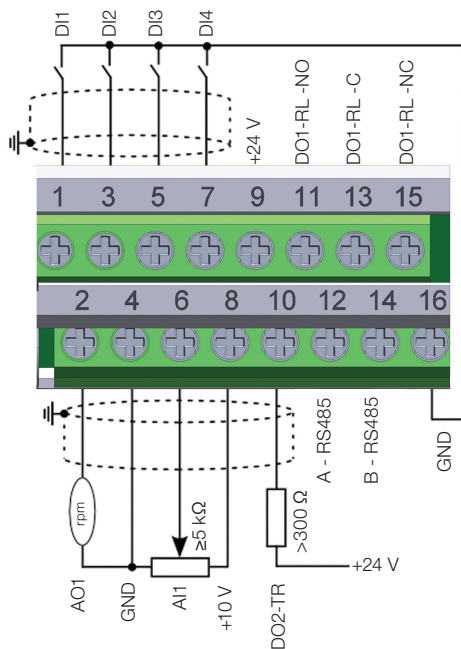 DI1
DI2
DI3
DI4
+24 V
DO1-RL -NO
DO1-RL -C
DO1-RL -NC
1 3 5 7 9 11 13 15
2 4 6 8 10 12 14 16
rpm
≥5 kΩ
>300 Ω
+24 V
AO1
GND
AI1
+10 V
DO2-TR
A - RS485
B - RS485
GND